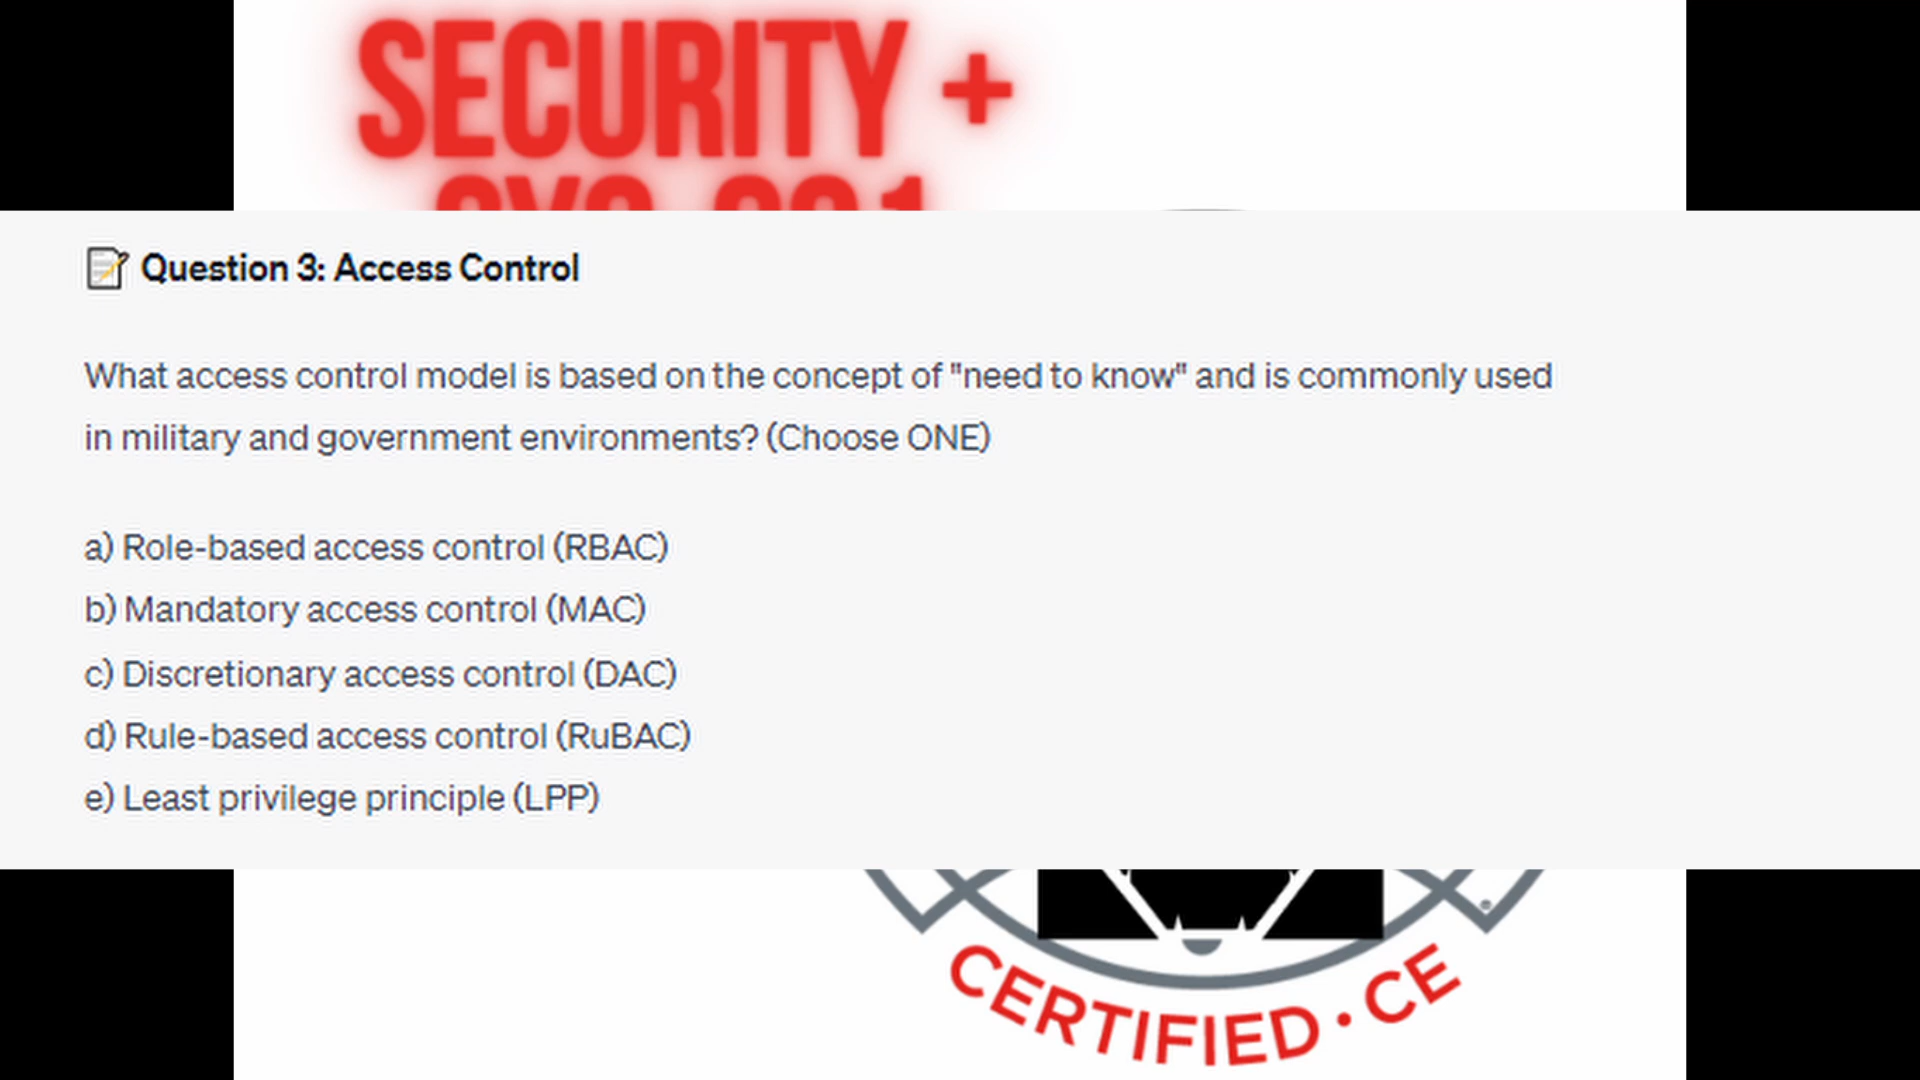 SECURITY +
Question 3: Access Control
What access control model is based on the concept of "need to know" and is commonly used
in military and government environments? (Choose ONE)
a) Role-based access control (RBAC)
b) Mandatory access control (MAC)
c) Discretionary access control (DAC)
d) Rule-based access control (RuBAC)
e) Least privilege principle (LPP)
CERTIFIED • CE